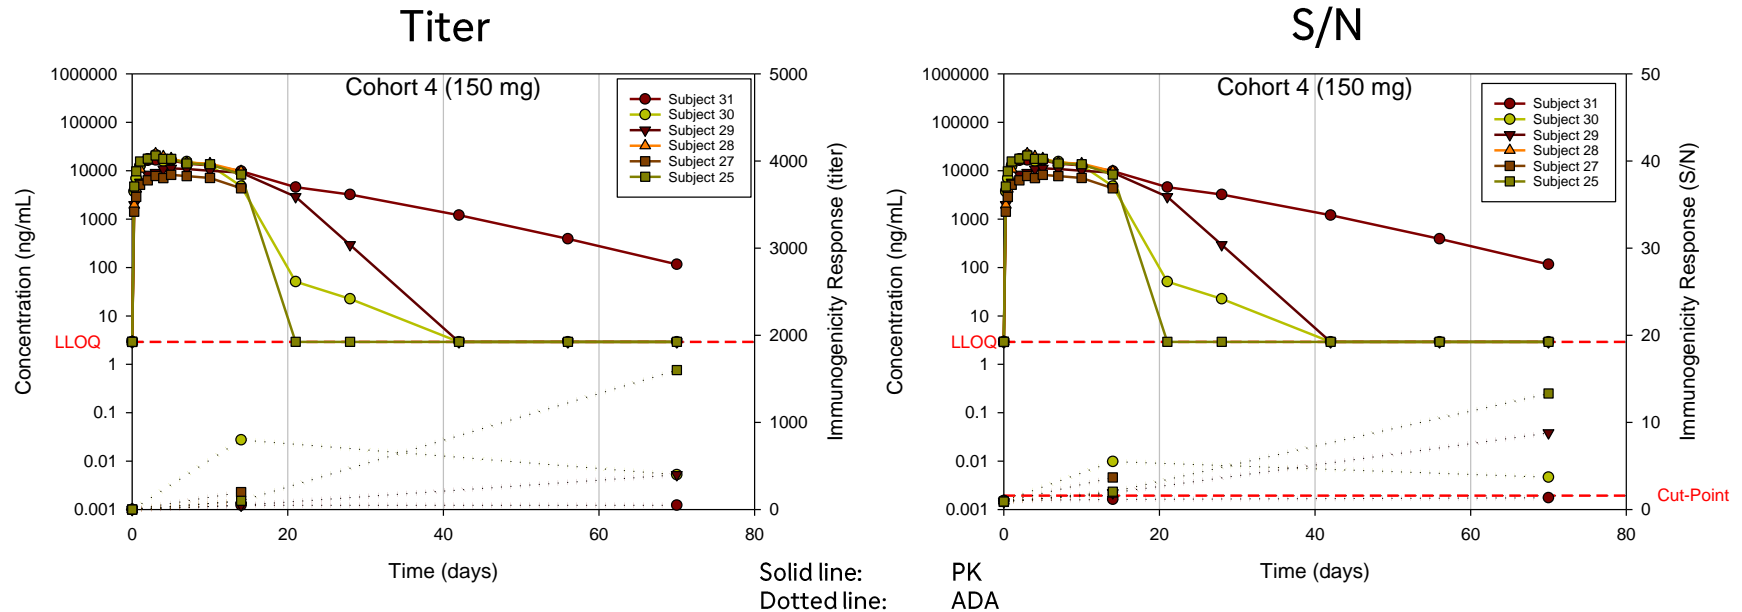 Titer
S/N
Cohort 4 (150 mg)
Subject 31
Subject 30
Subject 29
Subject 28
Subject 27
Subject 25
1000000
100000
10000
1000
100
10
1
0.1
0.01
0.001
LLOQ
Concentration (ng/mL)
5000
4000
3000
2000
1000
0
Immunogenicity Response (titer)
0
20
40
60
80
Time (days)
Cohort 4 (150 mg)
Subject 31
Subject 30
Subject 29
Subject 28
Subject 27
Subject 25
1000000
100000
10000
1000
100
10
1
0.1
0.01
0.001
LLOQ
Concentration (ng/mL)
50
40
30
20
10
0
Immunogenicity Response (S/N)
Cut-Point
0
20
40
60
80
Time (days)
Solid line: PK
Dotted line: ADA